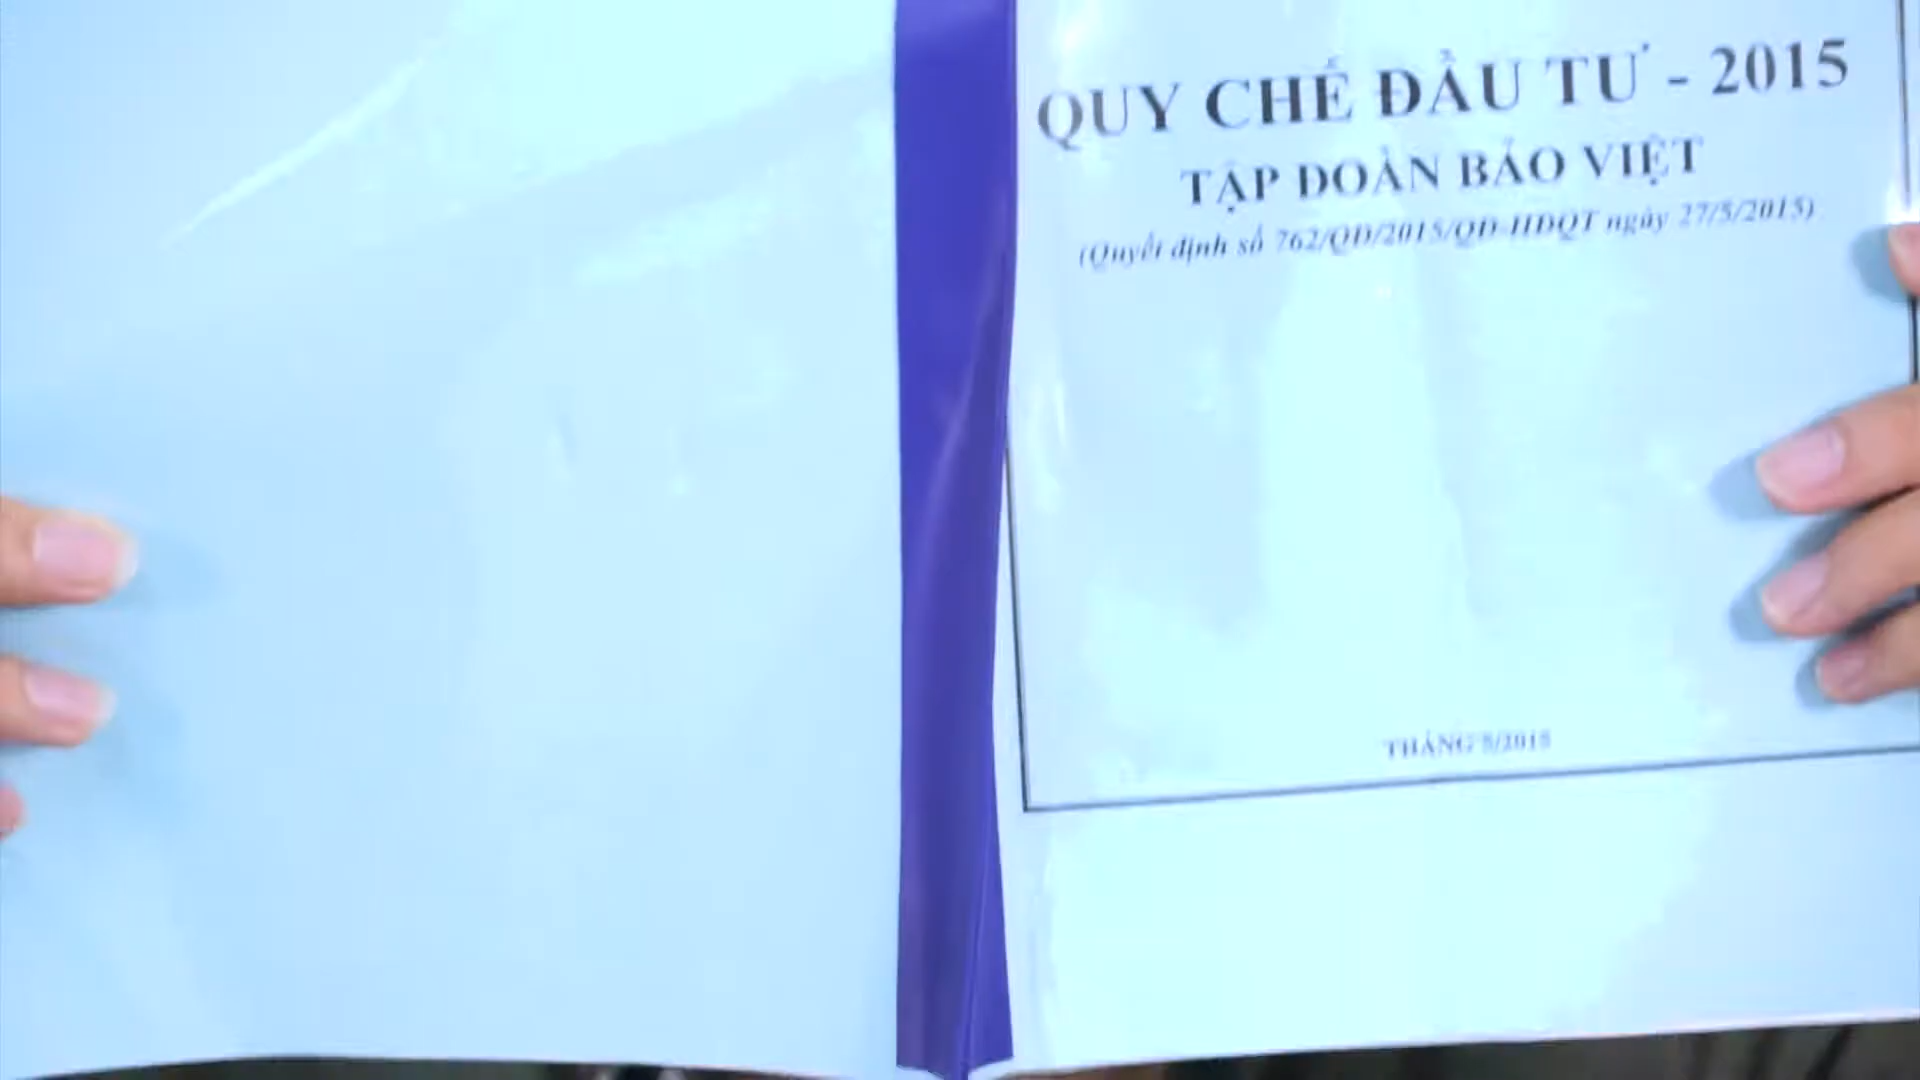 QUY CHẾ ĐẦU TƯ - 2015
TẬP ĐOÀN BẢO VIỆT
(Quyết định số 762/QD/2015/QĐ-HĐQT ngày 27/5/2015)
THÁNG 5/2015